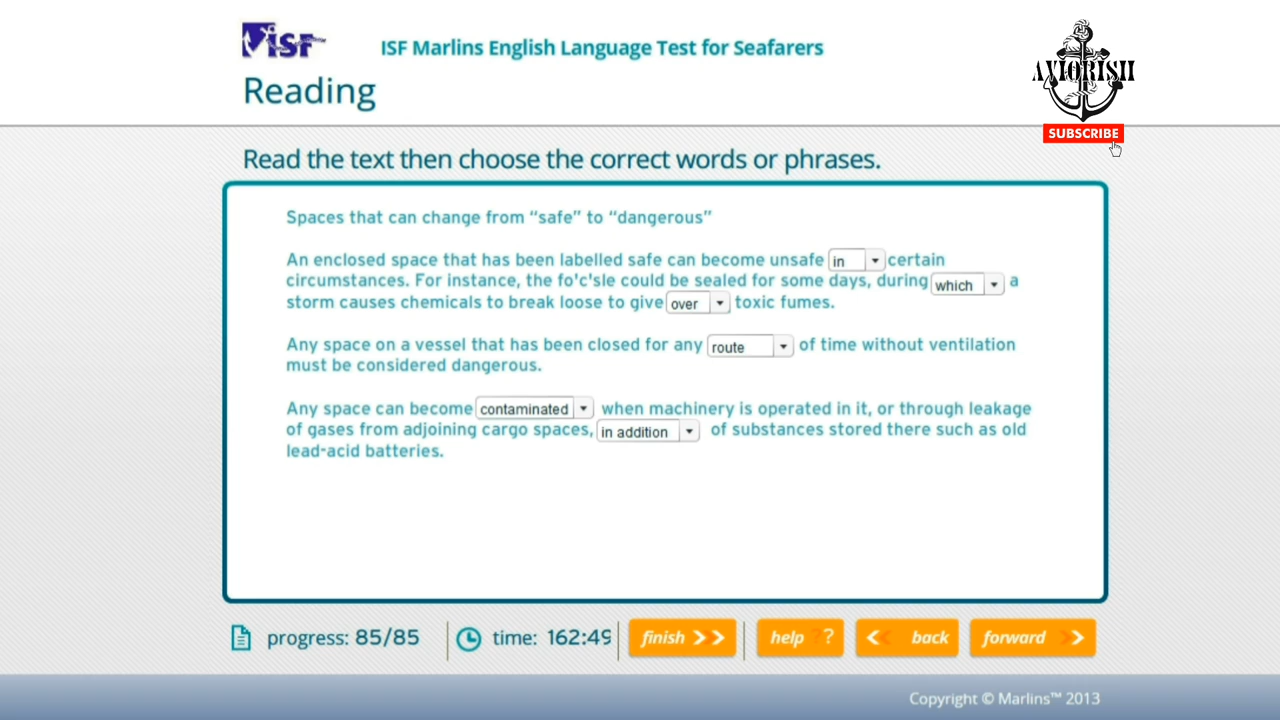 ISF
ISF Marlins English Language Test for Seafarers
AVIORISH
Reading
SUBSCRIBE
Read the text then choose the correct words or phrases.
Spaces that can change from “safe” to “dangerous”
An enclosed space that has been labelled safe can become unsafe in certain
circumstances. For instance, the fo'c'sle could be sealed for some days, during which a
storm causes chemicals to break loose to give over toxic fumes.
Any space on a vessel that has been closed for any route of time without ventilation
must be considered dangerous.
Any space can become contaminated when machinery is operated in it, or through leakage
of gases from adjoining cargo spaces, in addition of substances stored there such as old
lead-acid batteries.
progress: 85/85 time: 162:49 finish help ? back forward
Copyright © Marlins™ 2013